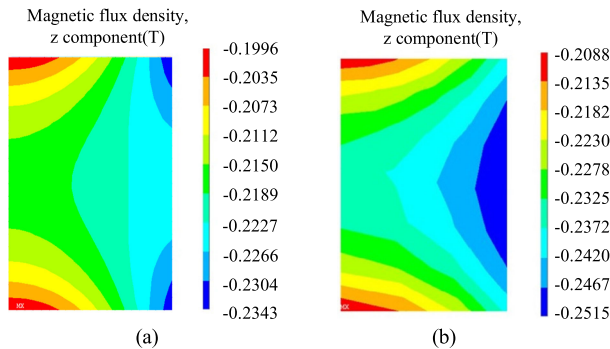 Magnetic flux density,
z component(T)
-0.1996
-0.2035
-0.2073
-0.2112
-0.2150
-0.2189
-0.2227
-0.2266
-0.2304
-0.2343
MX
(a)
Magnetic flux density,
z component(T)
-0.2088
-0.2135
-0.2182
-0.2230
-0.2278
-0.2325
-0.2372
-0.2420
-0.2467
-0.2515
MX
(b)